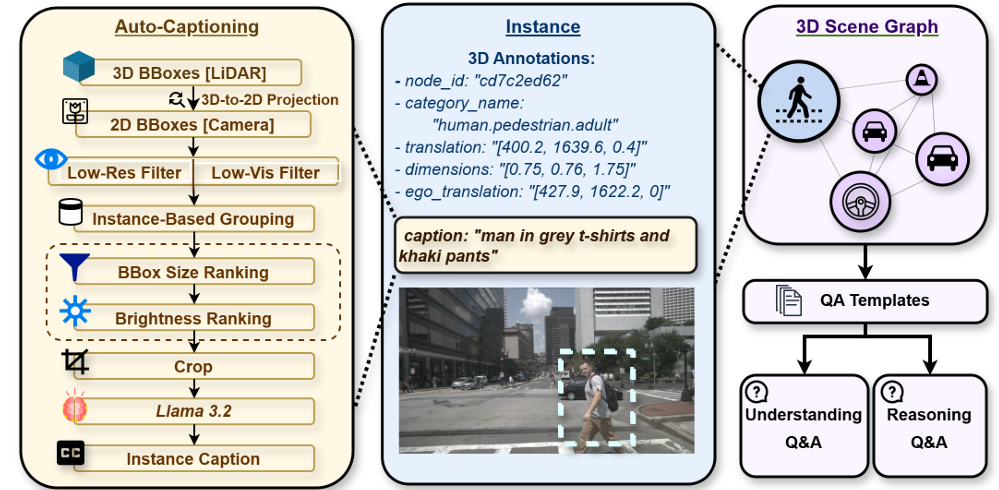 Auto-Captioning
3D BBoxes [LiDAR]
3D-to-2D Projection
2D BBoxes [Camera]
Low-Res Filter
Low-Vis Filter
Instance-Based Grouping
BBox Size Ranking
Brightness Ranking
Crop
Llama 3.2
CC
Instance Caption
Instance
3D Annotations:
- node_id: "cd7c2ed62"
- category_name:
"human.pedestrian.adult"
- translation: "[400.2, 1639.6, 0.4]"
- dimensions: "[0.75, 0.76, 1.75]"
- ego_translation: "[427.9, 1622.2, 0]"
caption: "man in grey t-shirts and
khaki pants"
3D Scene Graph
QA Templates
?
Understanding
Q&A
?
Reasoning
Q&A